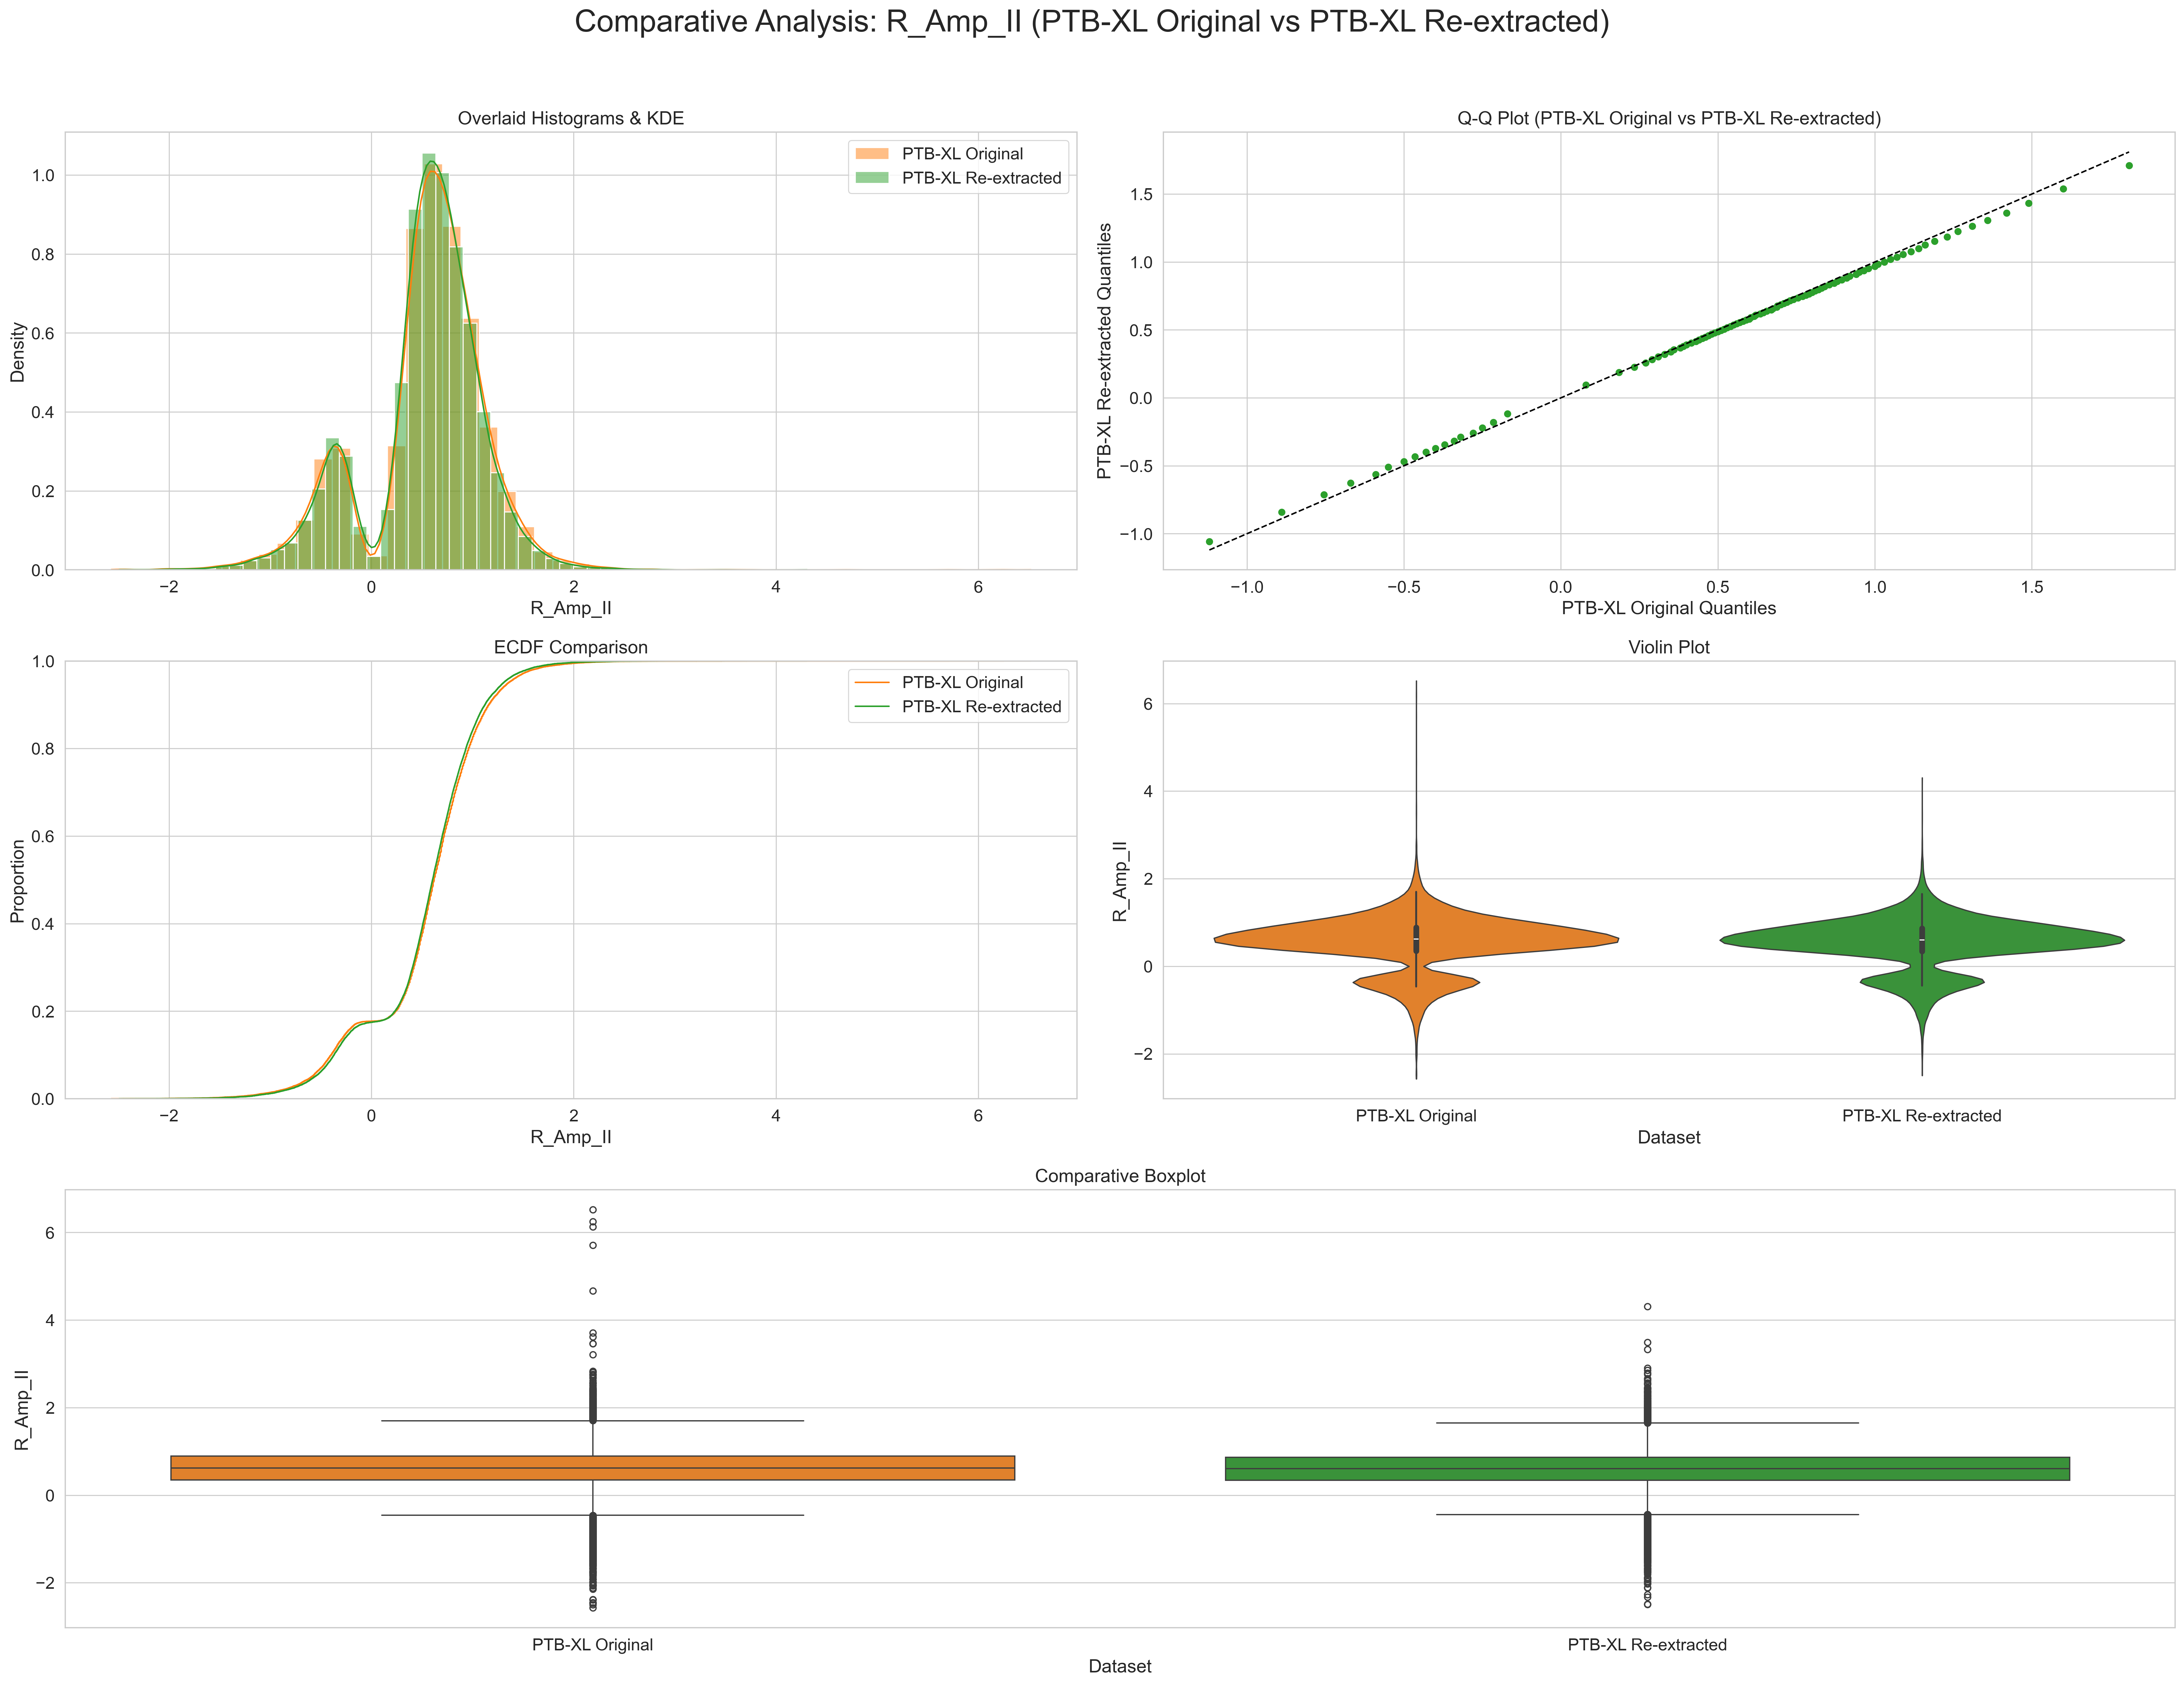 Comparative Analysis: R_Amp_II (PTB-XL Original vs PTB-XL Re-extracted)
Overlaid Histograms & KDE
PTB-XL Original
PTB-XL Re-extracted
Density
1.0
0.8
0.6
0.4
0.2
0.0
−2 0 2 4 6
R_Amp_II
Q-Q Plot (PTB-XL Original vs PTB-XL Re-extracted)
PTB-XL Re-extracted Quantiles
1.5
1.0
0.5
0.0
−0.5
−1.0
−1.0 −0.5 0.0 0.5 1.0 1.5
PTB-XL Original Quantiles
ECDF Comparison
PTB-XL Original
PTB-XL Re-extracted
Proportion
1.0
0.8
0.6
0.4
0.2
0.0
−2 0 2 4 6
R_Amp_II
Violin Plot
R_Amp_II
6
4
2
0
−2
PTB-XL Original PTB-XL Re-extracted
Dataset
Comparative Boxplot
R_Amp_II
6
4
2
0
−2
PTB-XL Original PTB-XL Re-extracted
Dataset